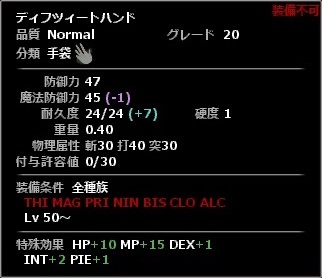 ディフツィートハンド
装備不可
品質 Normal グレード 20
分類 手袋
防御力 47
魔法防御力 45 (-1)
耐久度 24/24 (+7) 硬度 1
重量 0.40
物理属性 斬30 打40 突30
付与許容値 0/30
装備条件 全種族
THI MAG PRI NIN BIS CLO ALC
Lv 50～
特殊効果 HP+10 MP+15 DEX+1
INT+2 PIE+1